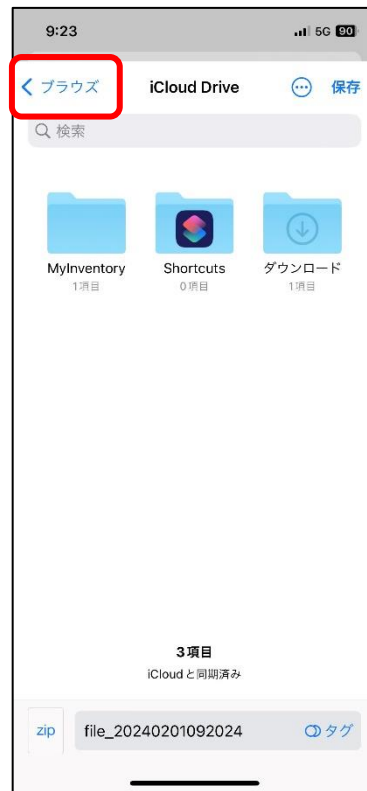 9:23 5G 90
ブラウズ iCloud Drive 保存
検索
MyInventory Shortcuts ダウンロード
1項目 0項目 1項目
3項目
iCloudと同期済み
zip file_20240201092024 タグ